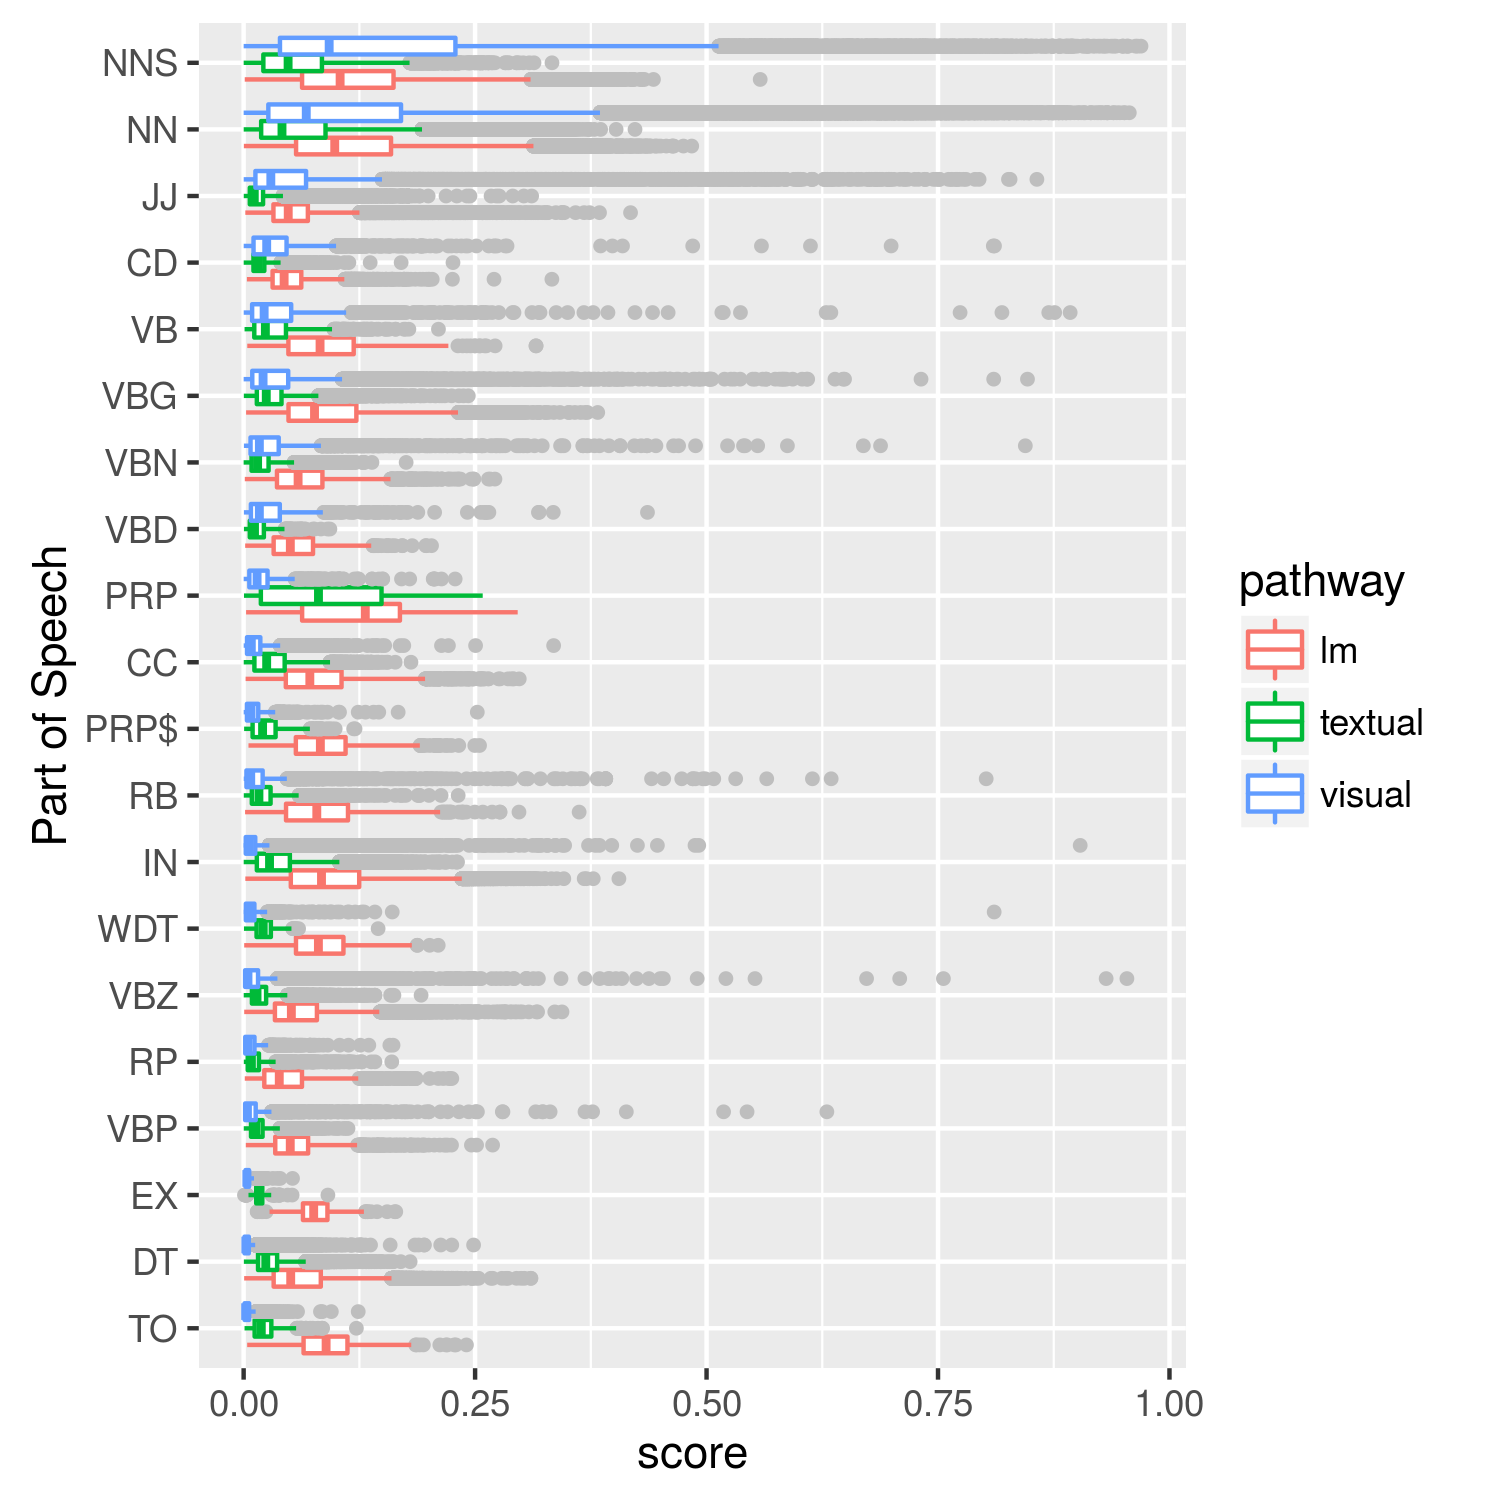 NNS
NN
JJ
CD
VB
VBG
VBN
VBD
PRP
CC
PRP$
RB
IN
WDT
VBZ
RP
VBP
EX
DT
TO
Part of Speech
0.00 0.25 0.50 0.75 1.00
score
pathway
lm
textual
visual